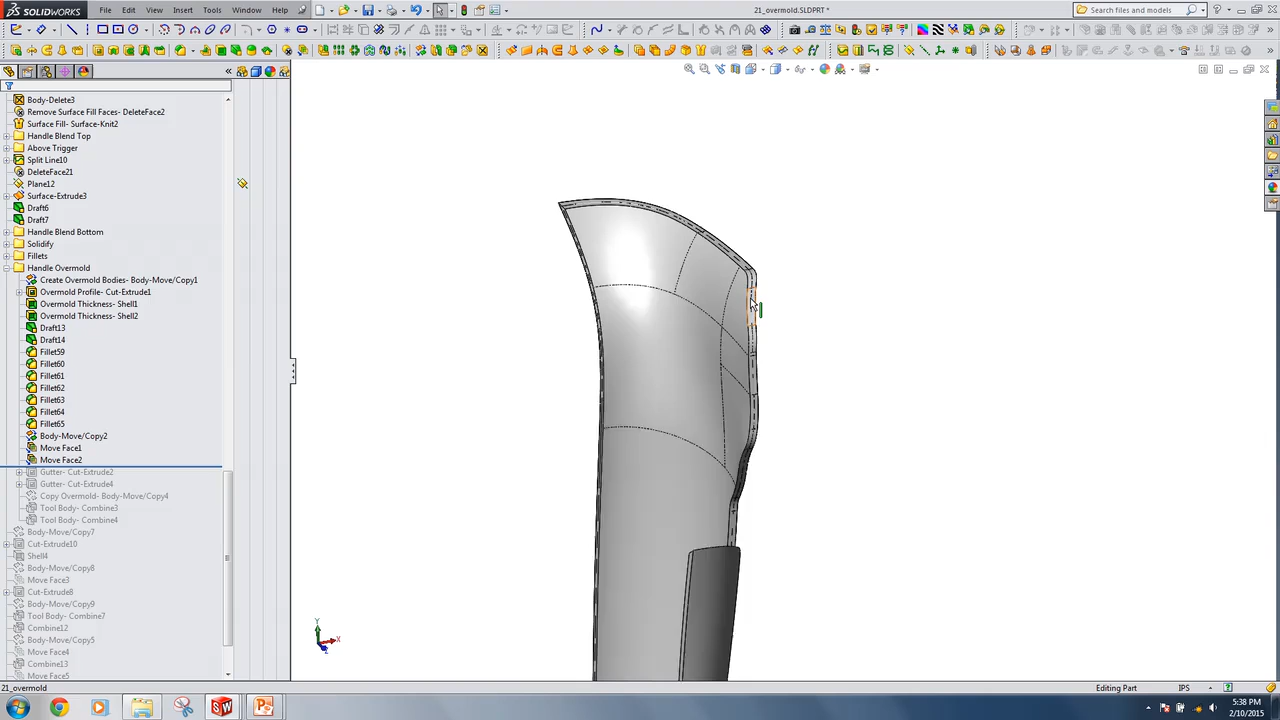 SOLIDWORKS File Edit View Insert Tools Window Help 21_overmold.SLDPRT * Search files and models
Body-Delete3
Remove Surface Fill Faces- DeleteFace2
Surface Fill- Surface-Knit2
Handle Blend Top
Above Trigger
Split Line10
DeleteFace21
Plane12
Surface-Extrude3
Draft6
Draft7
Handle Blend Bottom
Solidify
Fillets
Handle Overmold
Create Overmold Bodies- Body-Move/Copy1
Overmold Profile- Cut-Extrude1
Overmold Thickness- Shell1
Overmold Thickness- Shell2
Draft13
Draft14
Fillet59
Fillet60
Fillet61
Fillet62
Fillet63
Fillet64
Fillet65
Body-Move/Copy2
Move Face1
Move Face2
Gutter- Cut-Extrude2
Gutter- Cut-Extrude4
Copy Overmold- Body-Move/Copy4
Tool Body- Combine3
Tool Body- Combine4
Body-Move/Copy7
Cut-Extrude10
Shell4
Body-Move/Copy8
Move Face3
Cut-Extrude8
Body-Move/Copy9
Tool Body- Combine7
Combine12
Body-Move/Copy5
Move Face4
Combine13
Move Face5
Y
X
Z
21_overmold Editing Part IPS
5:38 PM
2/10/2015